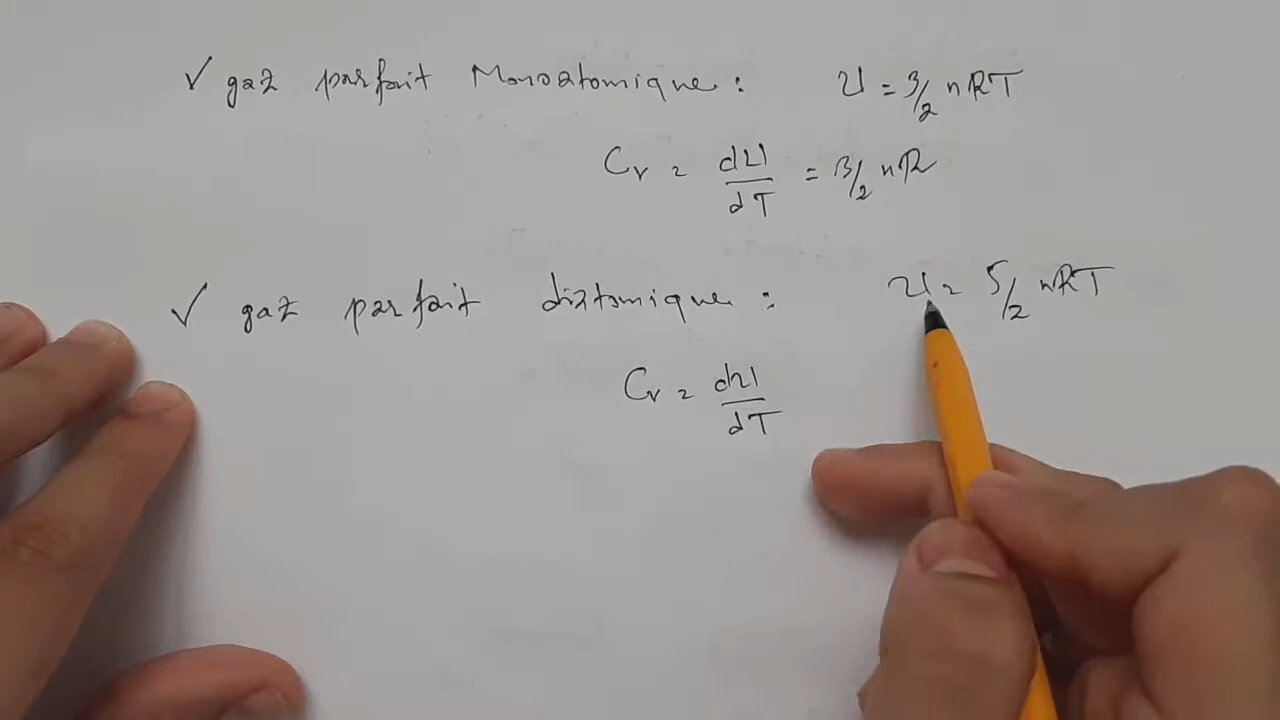 ✓ gaz parfait Monoatomique : U = 3/2 nRT
Cv = dU/dT = 3/2 nR
✓ gaz parfait diatomique : U = 5/2 nRT
Cv = dU/dT